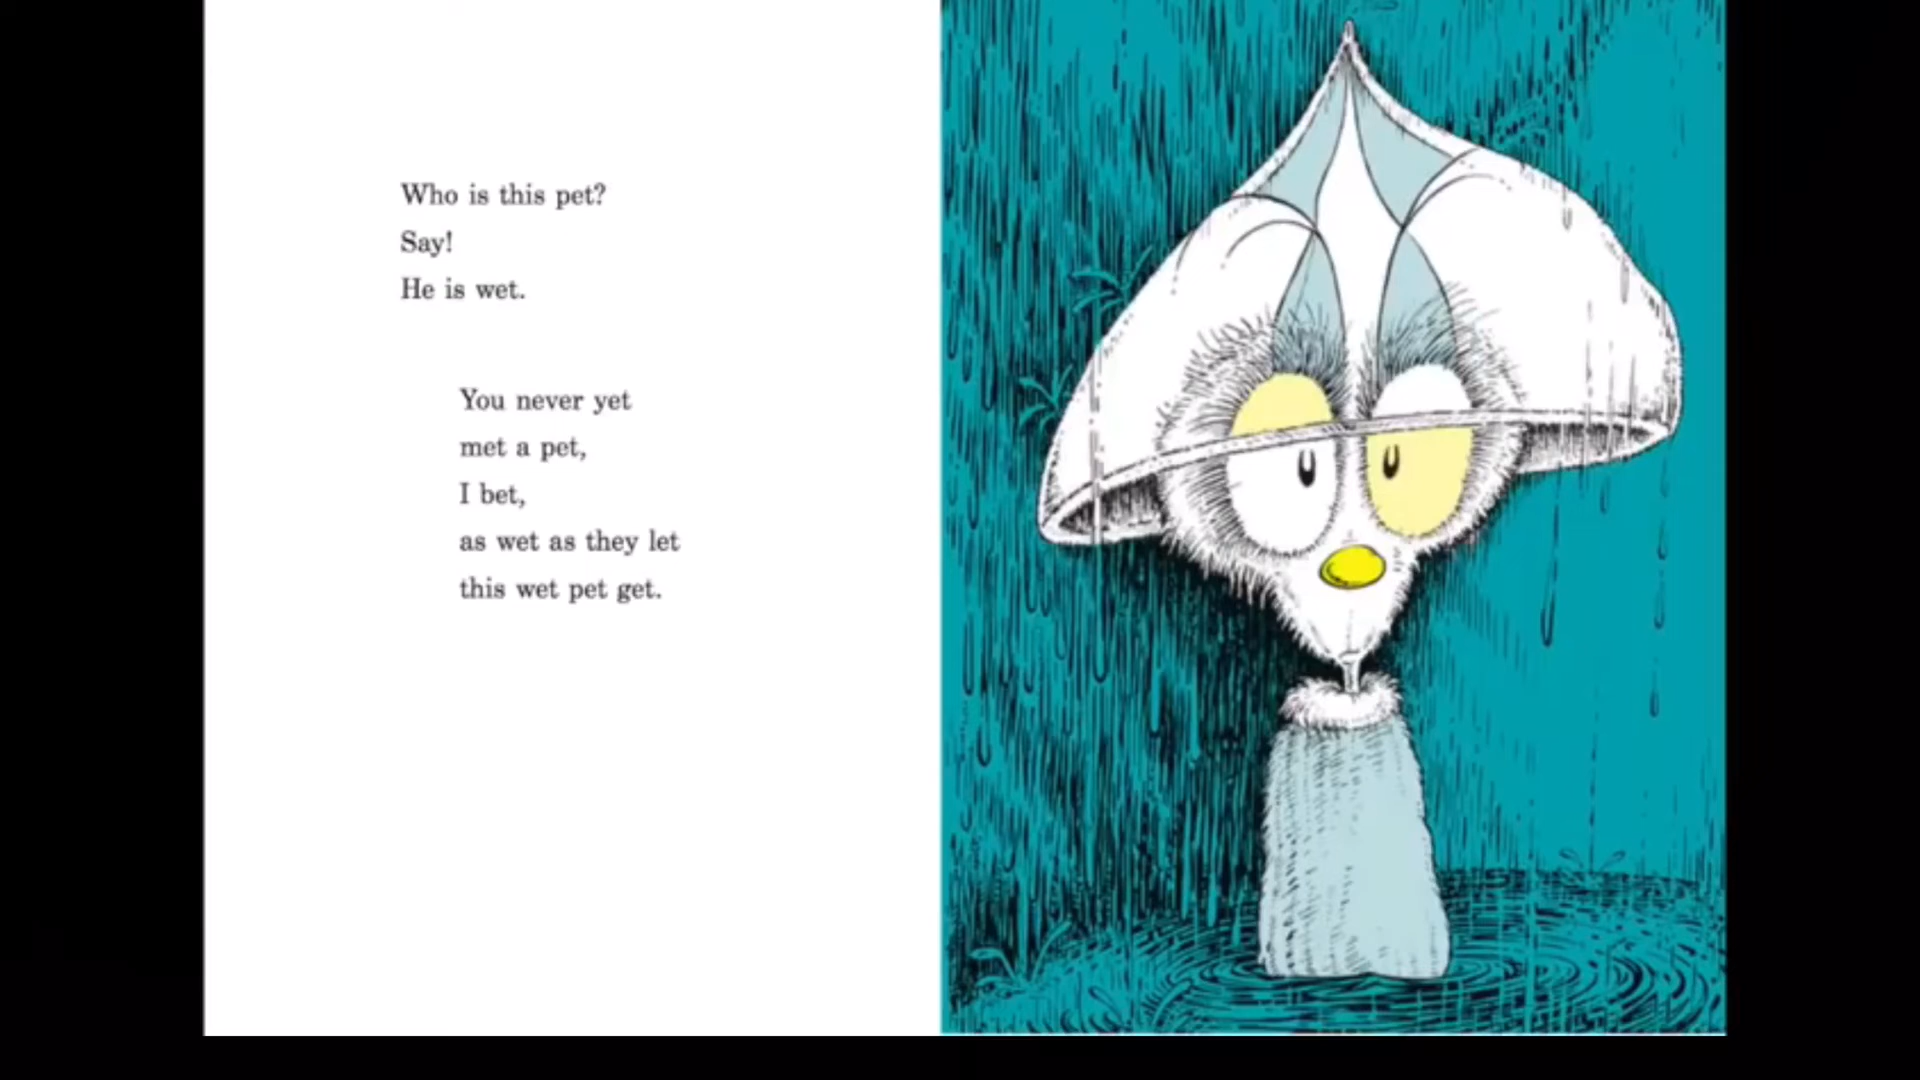 Who is this pet?
Say!
He is wet.
You never yet
met a pet,
I bet,
as wet as they let
this wet pet get.